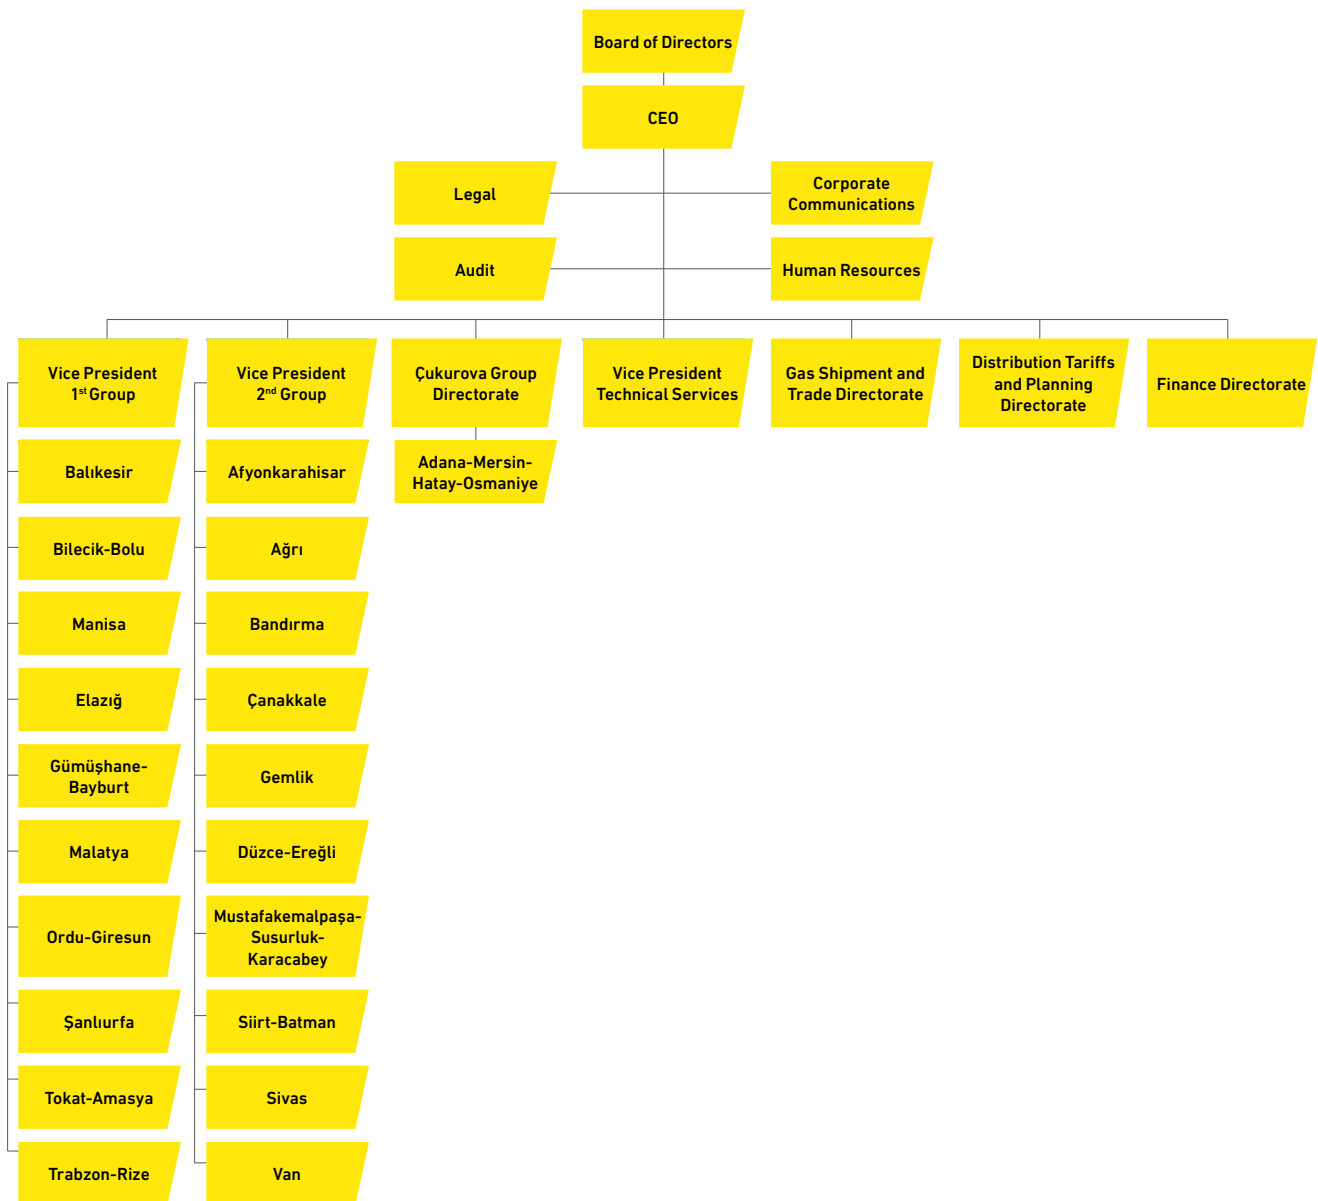 Board of Directors
CEO
Legal
Corporate
Communications
Audit
Human Resources
Vice President
1st Group
Vice President
2nd Group
Çukurova Group
Directorate
Vice President
Technical Services
Gas Shipment and
Trade Directorate
Distribution Tariffs
and Planning
Directorate
Finance Directorate
Balıkesir
Bilecik-Bolu
Manisa
Elazığ
Gümüşhane-
Bayburt
Malatya
Ordu-Giresun
Şanlıurfa
Tokat-Amasya
Trabzon-Rize
Afyonkarahisar
Ağrı
Bandırma
Çanakkale
Gemlik
Düzce-Ereğli
Mustafakemalpaşa-
Susurluk-
Karacabey
Siirt-Batman
Sivas
Van
Adana-Mersin-
Hatay-Osmaniye